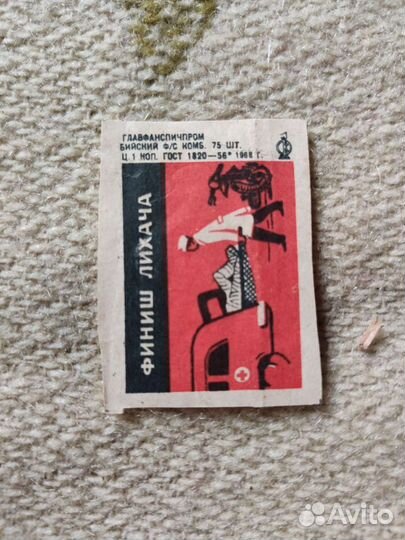 ГЛАВФАНСПИЧПРОМ
БИЙСКИЙ Ф/С КОМБ. 75 ШТ.
Ц. 1 КОП. ГОСТ 1820—56* 1968 Г.
ФИНИШ ЛИХАЧА
Avito